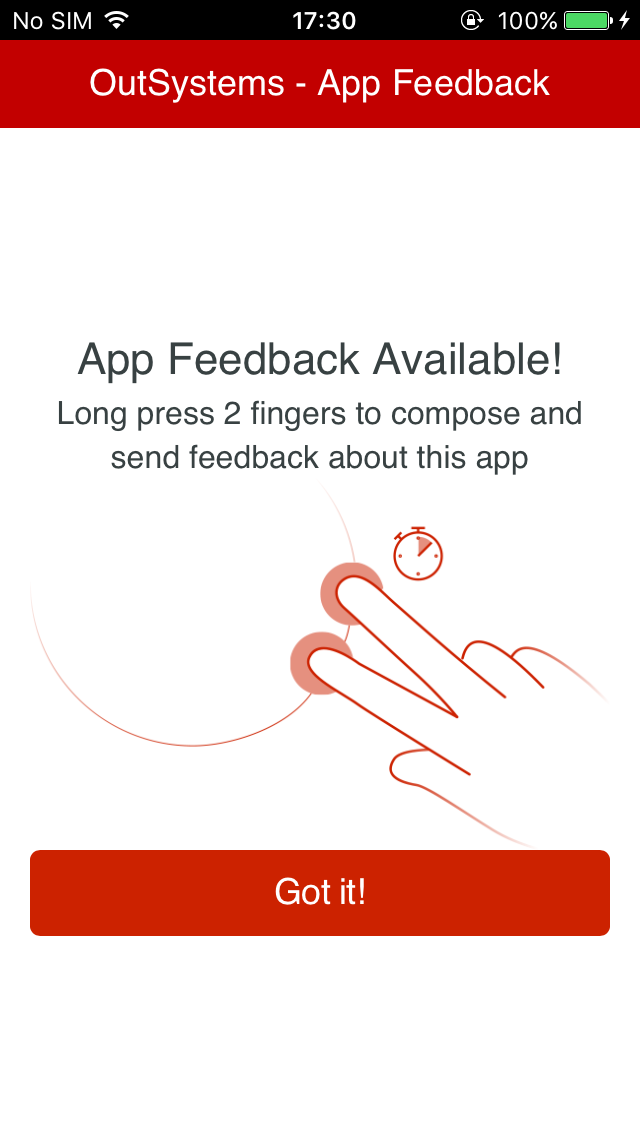 No SIM 17:30 100%
OutSystems - App Feedback
App Feedback Available!
Long press 2 fingers to compose and
send feedback about this app
Got it!